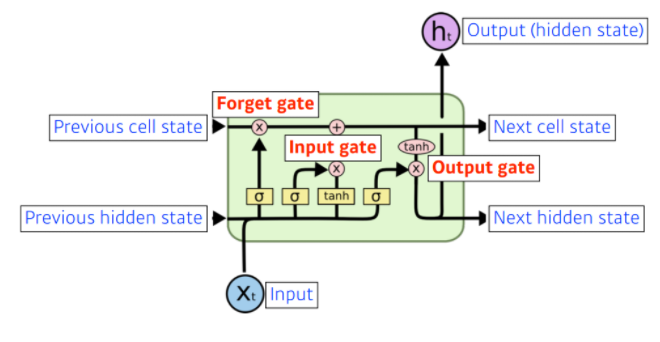 ht
Output (hidden state)
Forget gate
Previous cell state
x
+
Next cell state
Input gate
tanh
x
x
Output gate
σ
σ
tanh
σ
Previous hidden state
Next hidden state
Xt
Input